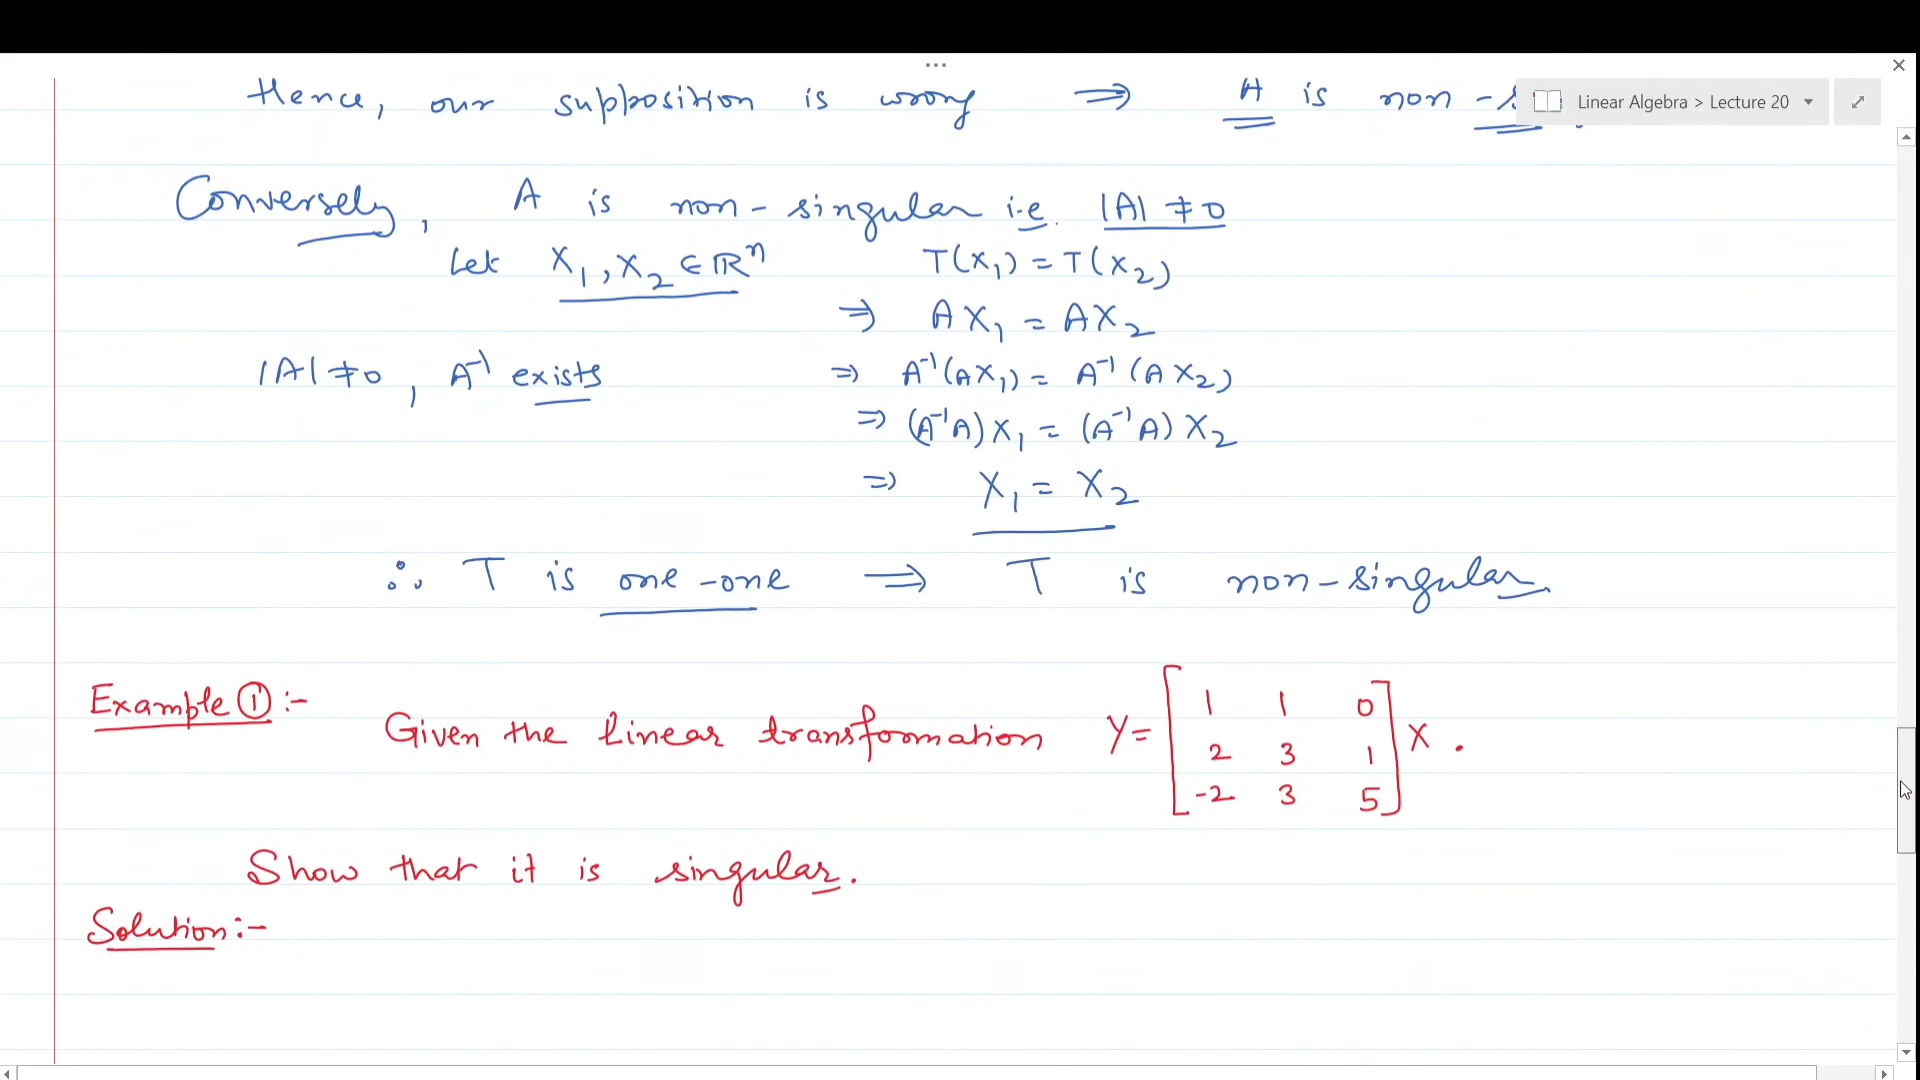 Hence, our supposition is wrong ⇒ A is non-
Linear Algebra > Lecture 20
Conversely, A is non-singular i.e. |A| ≠ 0
Let X₁, X₂ ∈ ℝⁿ T(X₁) = T(X₂)
⇒ AX₁ = AX₂
|A| ≠ 0, A⁻¹ exists ⇒ A⁻¹(AX₁) = A⁻¹(AX₂)
⇒ (A⁻¹A)X₁ = (A⁻¹A)X₂
⇒ X₁ = X₂
∴ T is one-one ⇒ T is non-singular.
Example ①:-
Given the linear transformation Y = [1 1 0
2 3 1
-2 3 5] X.
Show that it is singular.
Solution:-